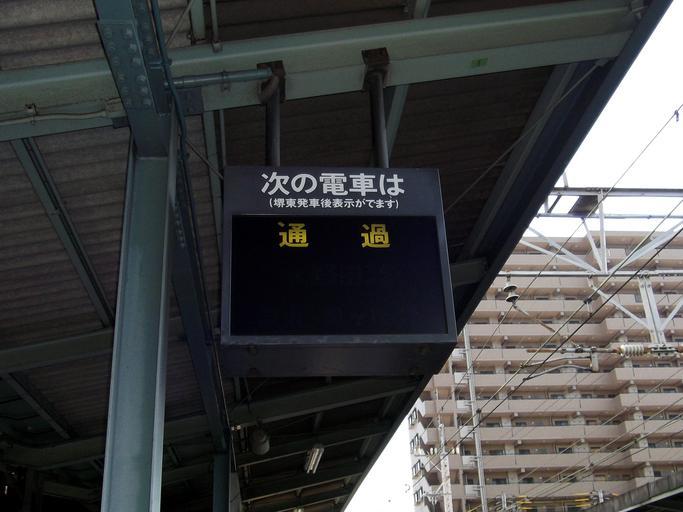 次の電車は
(堺東発車後表示がでます)
通 過